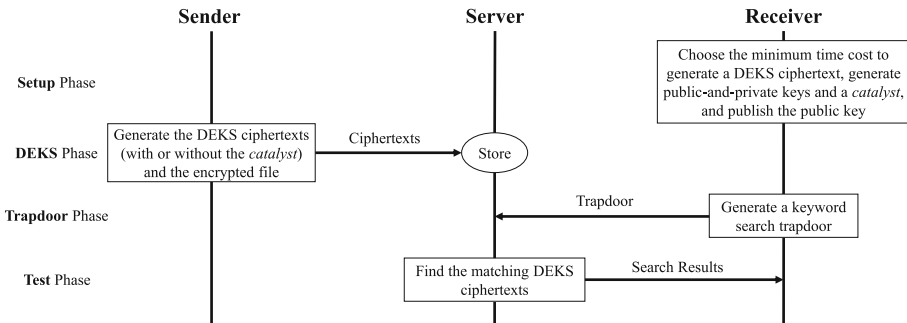 Sender
Server
Receiver
Setup Phase
Choose the minimum time cost to
generate a DEKS ciphertext, generate
public-and-private keys and a catalyst,
and publish the public key
DEKS Phase
Generate the DEKS ciphertexts
(with or without the catalyst)
and the encrypted file
Ciphertexts
Store
Trapdoor Phase
Trapdoor
Generate a keyword
search trapdoor
Test Phase
Find the matching DEKS
ciphertexts
Search Results